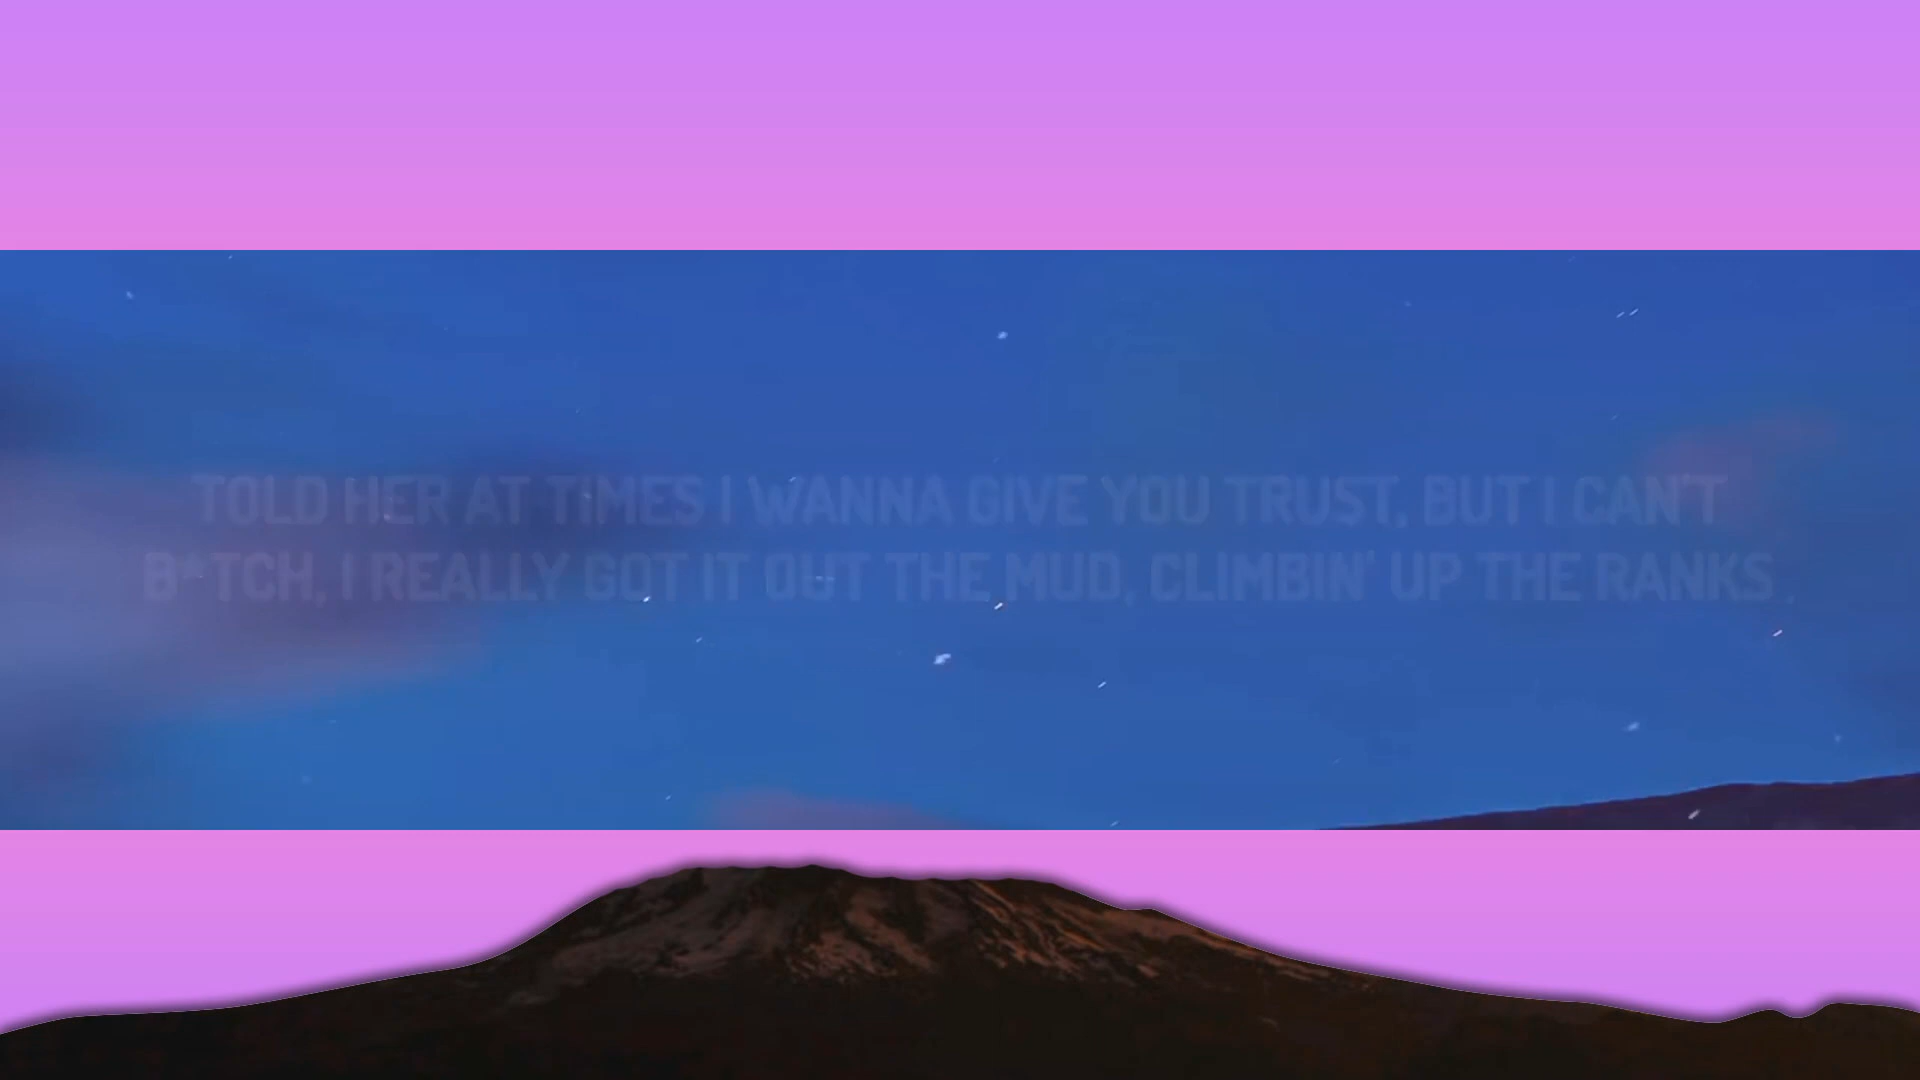 TOLD HER AT TIMES I WANNA GIVE YOU TRUST, BUT I CAN'T
B*TCH, I REALLY GOT IT OUT THE MUD, CLIMBIN' UP THE RANKS